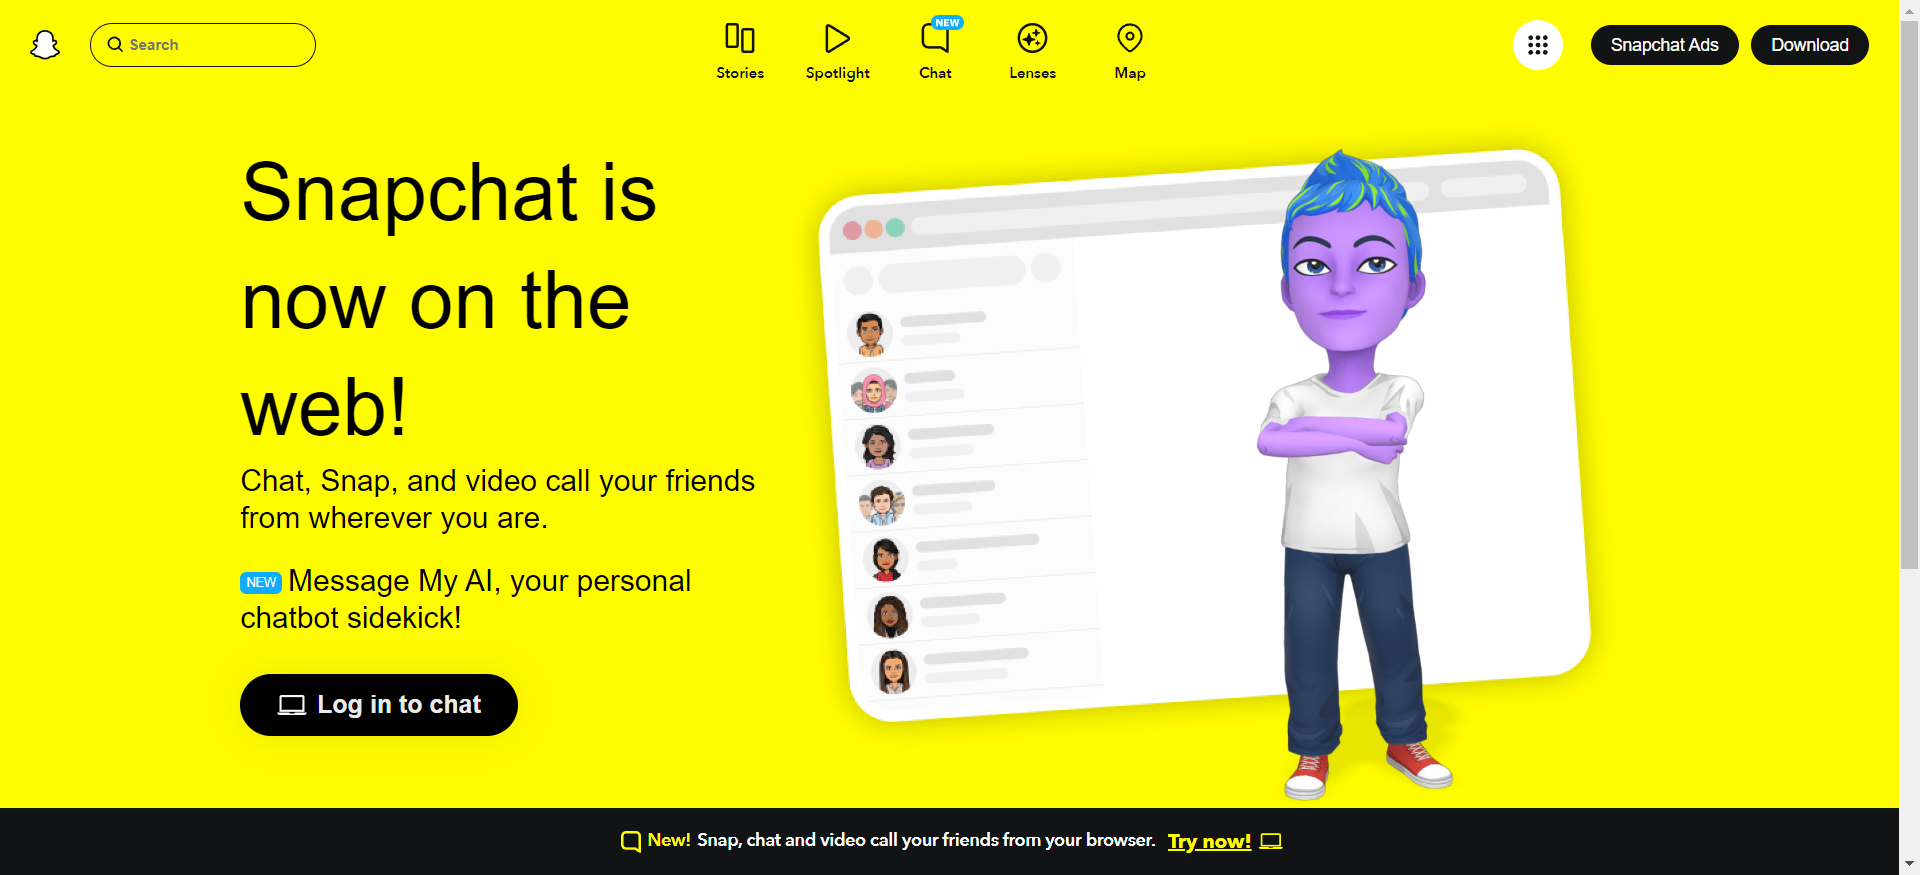 Search
Stories
Spotlight
NEW
Chat
Lenses
Map
Snapchat Ads
Download
Snapchat is
now on the
web!
Chat, Snap, and video call your friends
from wherever you are.
NEW Message My AI, your personal
chatbot sidekick!
Log in to chat
New! Snap, chat and video call your friends from your browser. Try now!